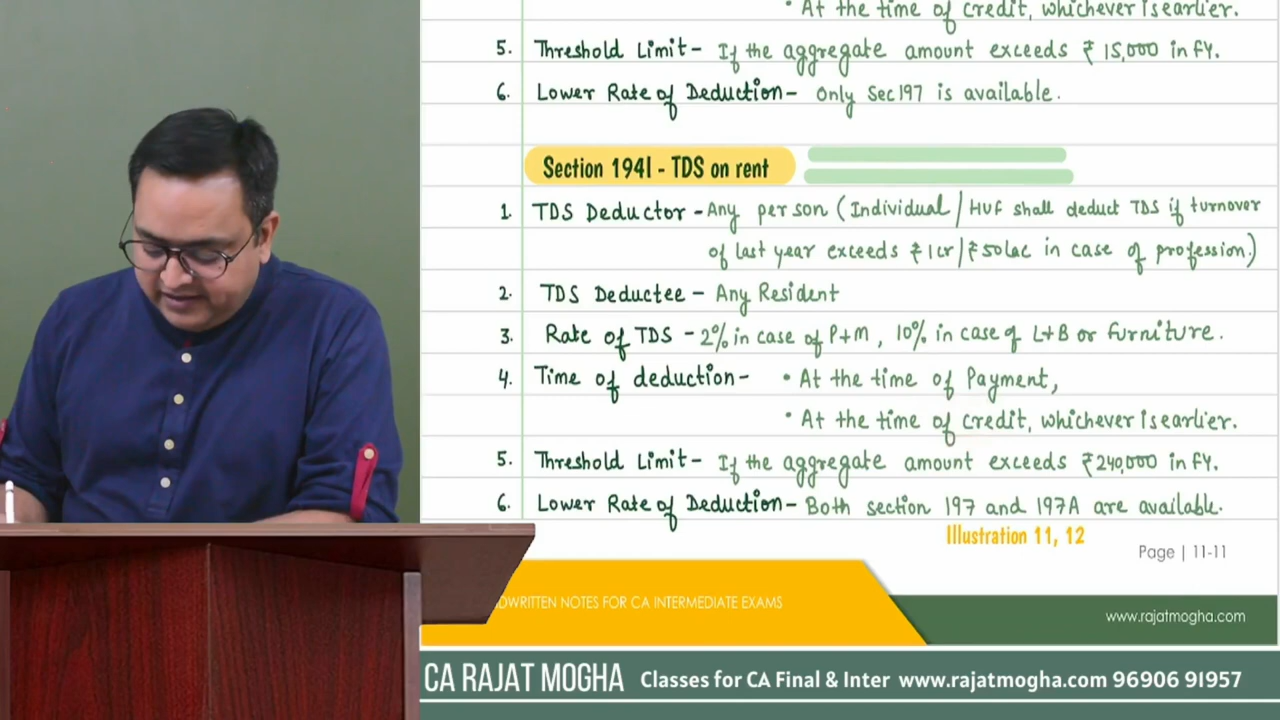 • At the time of credit, whichever is earlier.
5. Threshold Limit- If the aggregate amount exceeds ₹ 15,000 in FY.
6. Lower Rate of Deduction- Only Sec 197 is available.
Section 194I - TDS on rent
1. TDS Deductor - Any person (Individual/HUF shall deduct TDS if turnover
of last year exceeds ₹1cr/₹50lac in case of profession.)
2. TDS Deductee - Any Resident
3. Rate of TDS - 2% in case of P+M, 10% in case of L+B or furniture.
4. Time of deduction- • At the time of Payment,
• At the time of credit, whichever is earlier.
5. Threshold Limit- If the aggregate amount exceeds ₹240,000 in FY.
6. Lower Rate of Deduction- Both section 197 and 197A are available.
Illustration 11, 12
Page | 11-11
DWRITTEN NOTES FOR CA INTERMEDIATE EXAMS
www.rajatmogha.com
CA RAJAT MOGHA Classes for CA Final & Inter www.rajatmogha.com 96906 91957